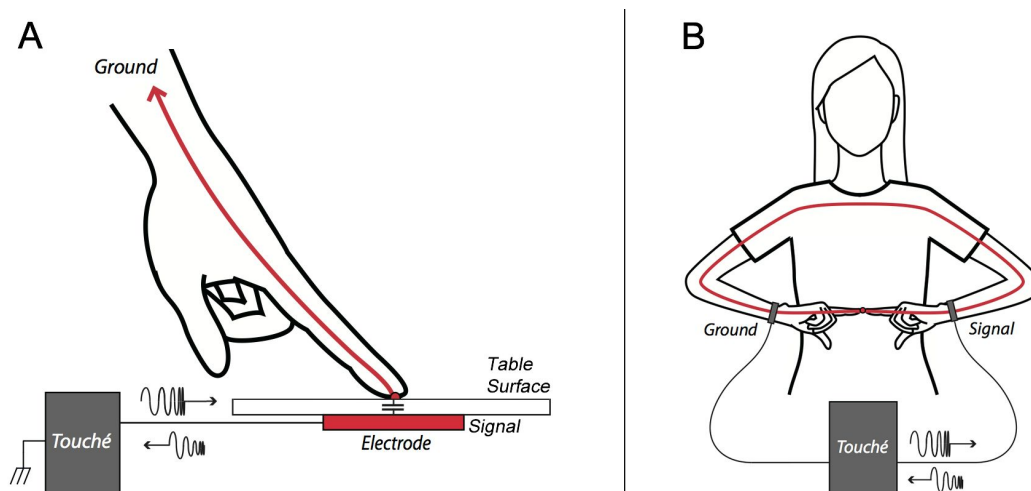 A
Ground
Table
Surface
Touché
Signal
Electrode
B
Ground
Signal
Touché